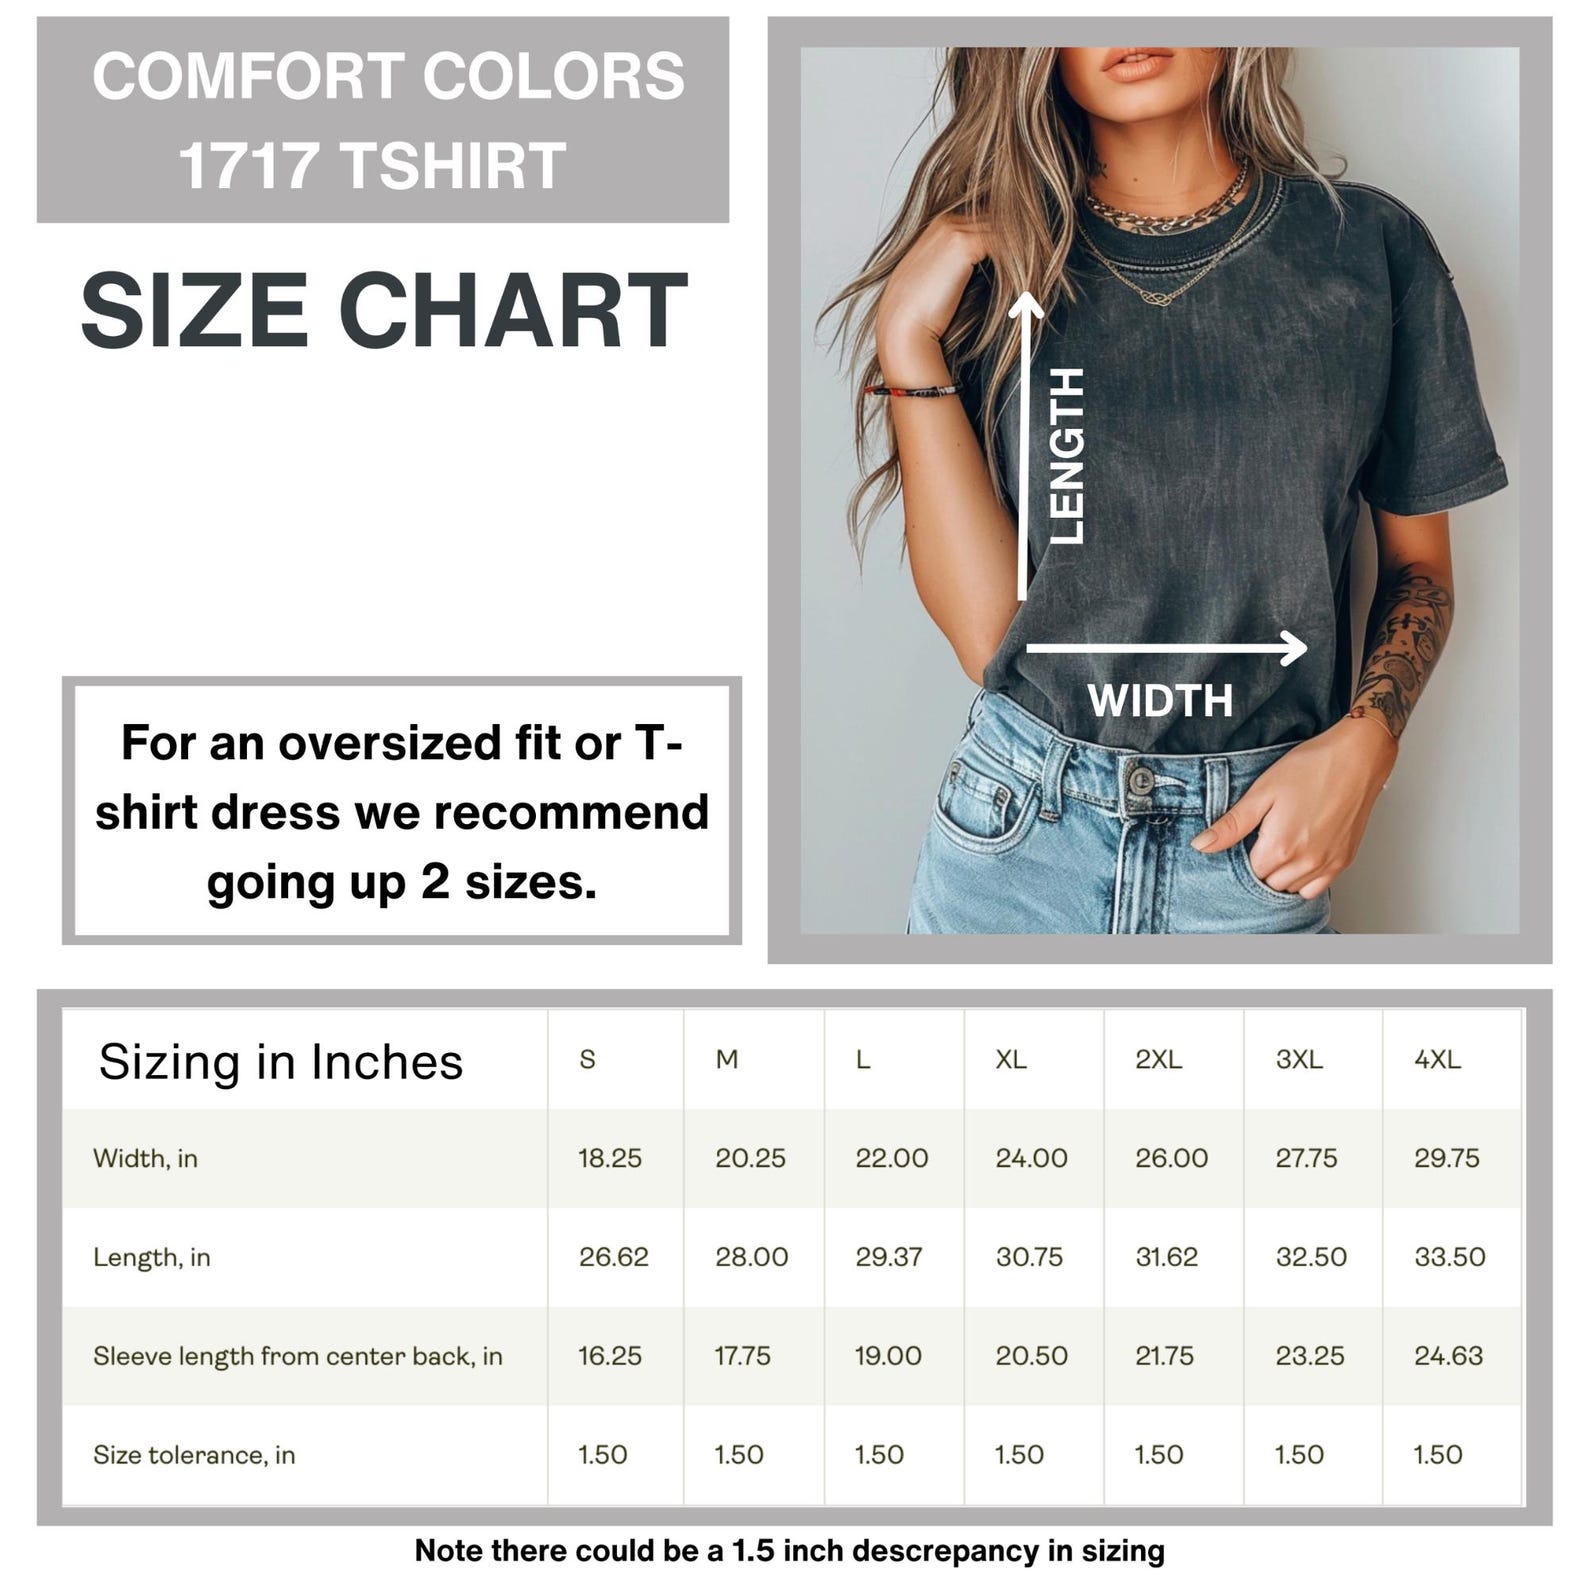 COMFORT COLORS
1717 TSHIRT
SIZE CHART
For an oversized fit or T-
shirt dress we recommend
going up 2 sizes.
LENGTH
WIDTH
Sizing in Inches S M L XL 2XL 3XL 4XL
Width, in 18.25 20.25 22.00 24.00 26.00 27.75 29.75
Length, in 26.62 28.00 29.37 30.75 31.62 32.50 33.50
Sleeve length from center back, in 16.25 17.75 19.00 20.50 21.75 23.25 24.63
Size tolerance, in 1.50 1.50 1.50 1.50 1.50 1.50 1.50
Note there could be a 1.5 inch descrepancy in sizing